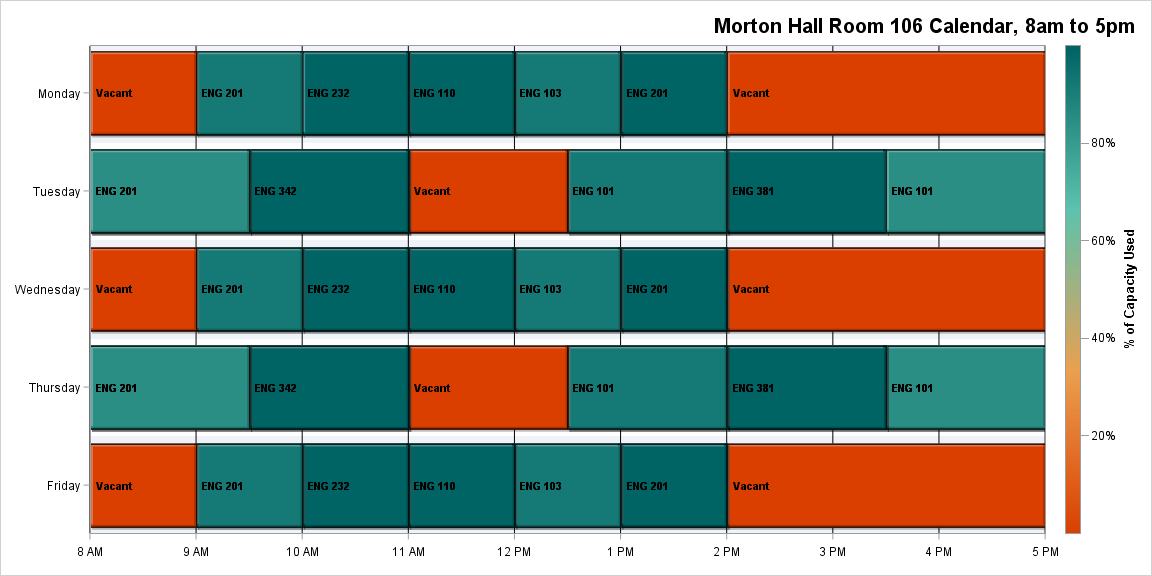 Morton Hall Room 106 Calendar, 8am to 5pm
Monday
Vacant
ENG 201
ENG 232
ENG 110
ENG 103
ENG 201
Vacant
Tuesday
ENG 201
ENG 342
Vacant
ENG 101
ENG 381
ENG 101
Wednesday
Vacant
ENG 201
ENG 232
ENG 110
ENG 103
ENG 201
Vacant
Thursday
ENG 201
ENG 342
Vacant
ENG 101
ENG 381
ENG 101
Friday
Vacant
ENG 201
ENG 232
ENG 110
ENG 103
ENG 201
Vacant
8 AM
9 AM
10 AM
11 AM
12 PM
1 PM
2 PM
3 PM
4 PM
5 PM
80%
60%
40%
20%
% of Capacity Used